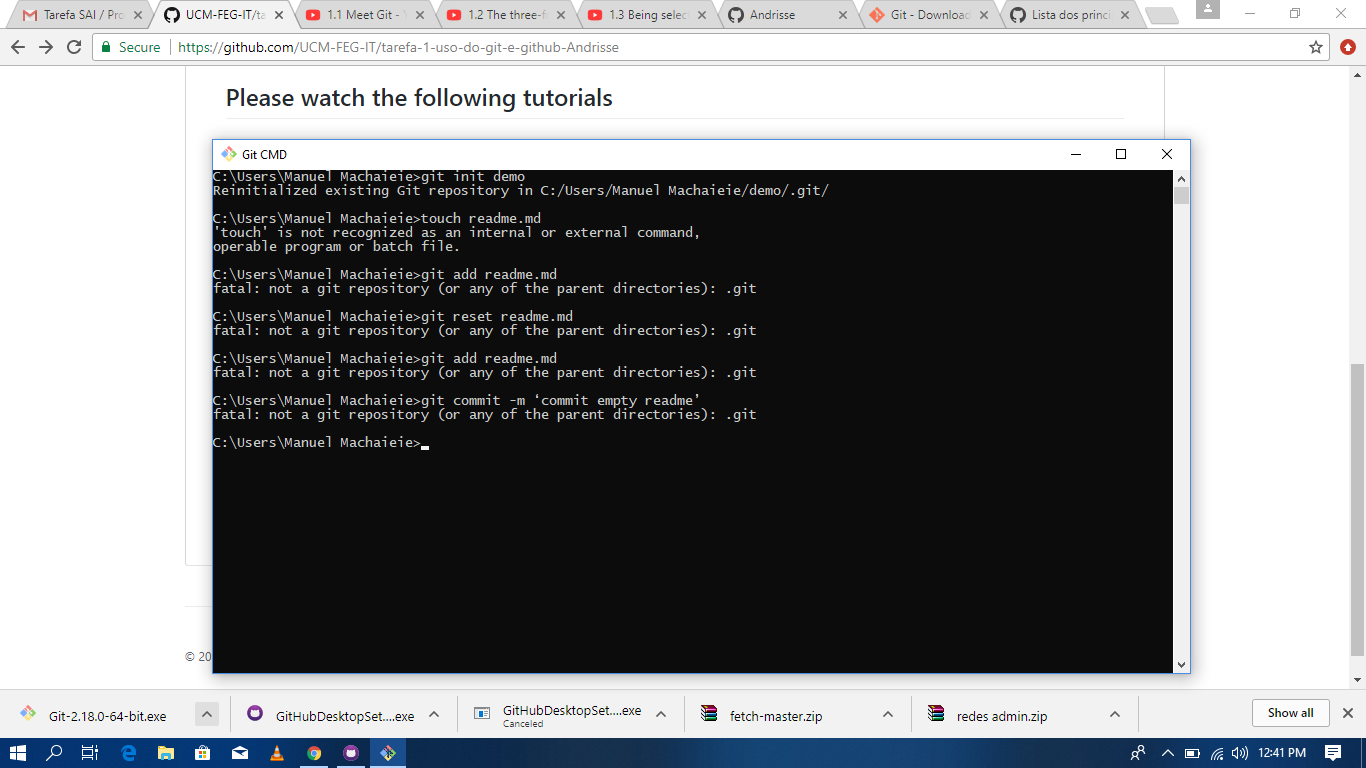 Tarefa SAI / Pro
UCM-FEG-IT/ta
1.1 Meet Git - Y
1.2 The three-f
1.3 Being selec
Andrisse
Git - Download
Lista dos princi
Secure
https://github.com/UCM-FEG-IT/tarefa-1-uso-do-git-e-github-Andrisse
Please watch the following tutorials
Git CMD
C:\Users\Manuel Machaieie>git init demo
Reinitialized existing Git repository in C:/Users/Manuel Machaieie/demo/.git/
C:\Users\Manuel Machaieie>touch readme.md
'touch' is not recognized as an internal or external command,
operable program or batch file.
C:\Users\Manuel Machaieie>git add readme.md
fatal: not a git repository (or any of the parent directories): .git
C:\Users\Manuel Machaieie>git reset readme.md
fatal: not a git repository (or any of the parent directories): .git
C:\Users\Manuel Machaieie>git add readme.md
fatal: not a git repository (or any of the parent directories): .git
C:\Users\Manuel Machaieie>git commit -m ‘commit empty readme’
fatal: not a git repository (or any of the parent directories): .git
C:\Users\Manuel Machaieie>
© 20
Git-2.18.0-64-bit.exe
GitHubDesktopSet....exe
GitHubDesktopSet....exe
Canceled
fetch-master.zip
redes admin.zip
Show all
12:41 PM